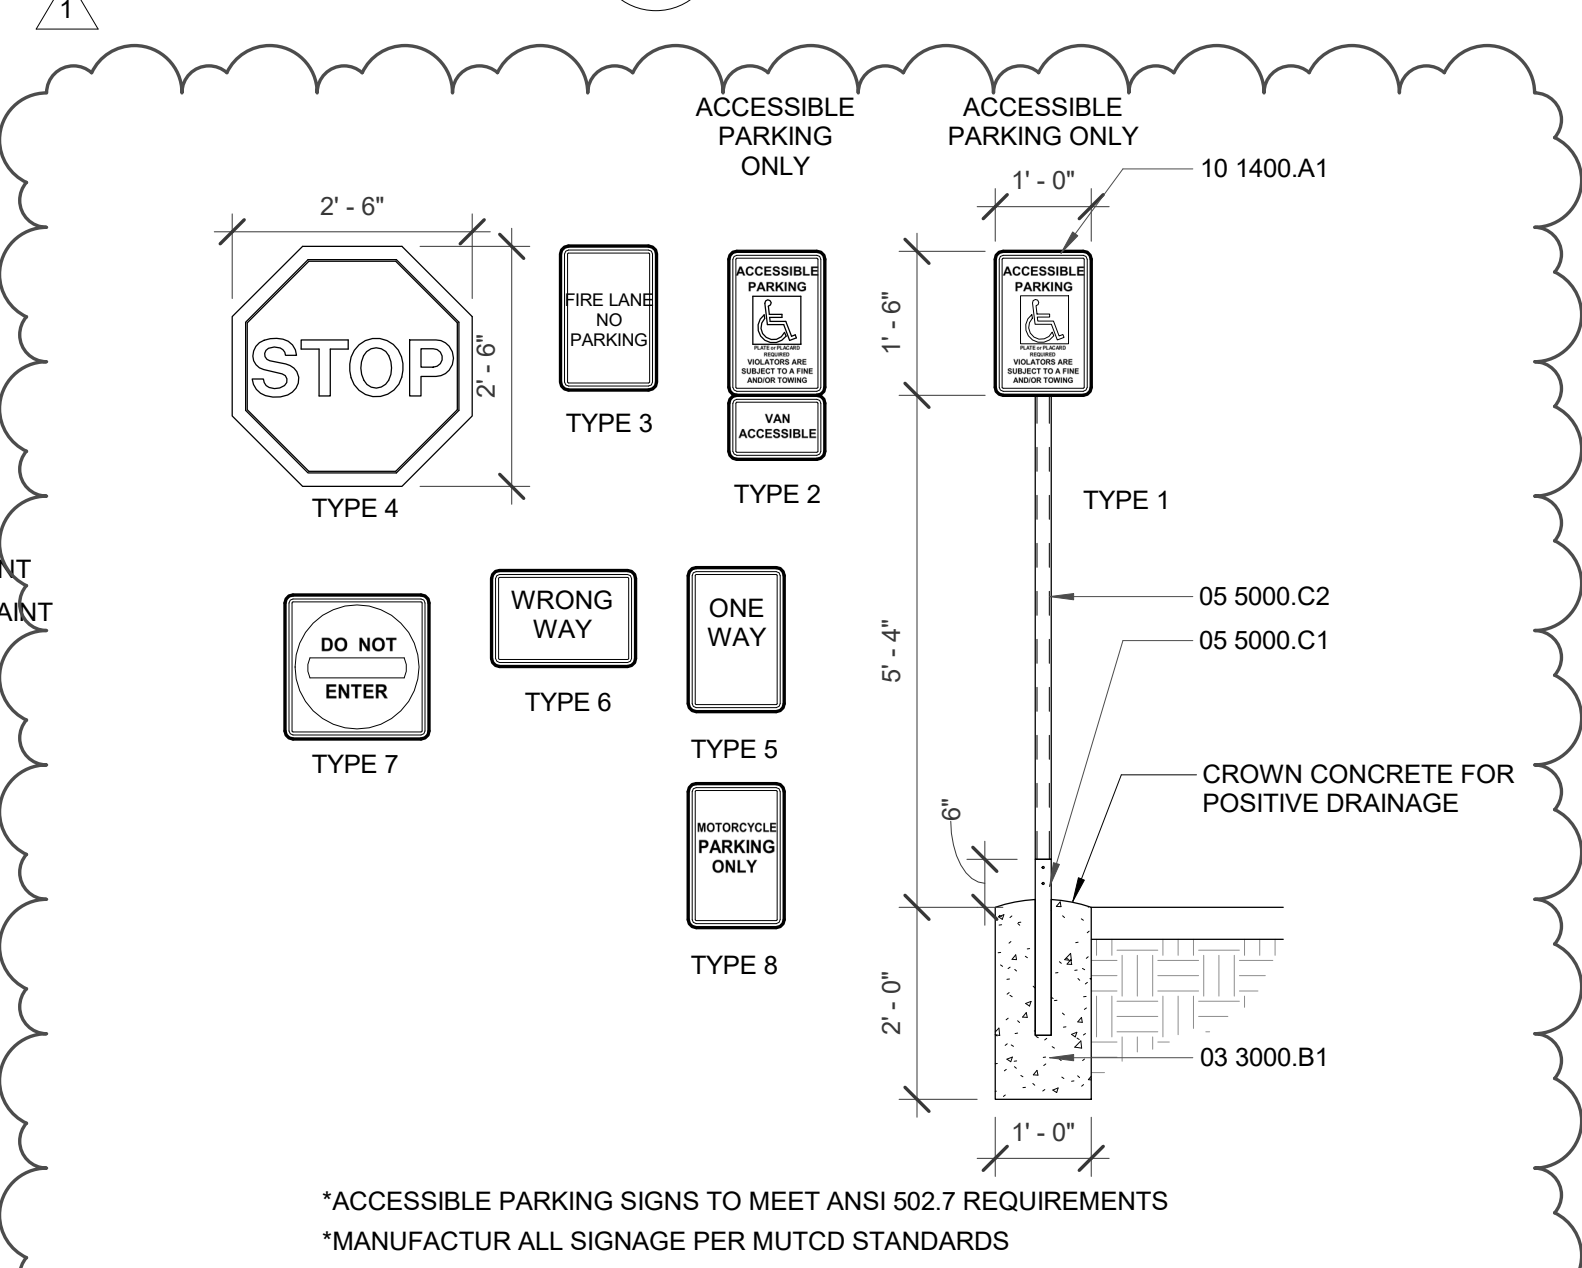 1
ACCESSIBLE
PARKING
ONLY
ACCESSIBLE
PARKING ONLY
10 1400.A1
1' - 0"
2' - 6"
2' - 6"
STOP
TYPE 4
FIRE LANE
NO
PARKING
TYPE 3
ACCESSIBLE
PARKING
PLATE or PLACARD
REQUIRED
VIOLATORS ARE
SUBJECT TO A FINE
AND/OR TOWING
VAN
ACCESSIBLE
TYPE 2
1' - 6"
ACCESSIBLE
PARKING
PLATE or PLACARD
REQUIRED
VIOLATORS ARE
SUBJECT TO A FINE
AND/OR TOWING
TYPE 1
NT
AINT
DO NOT
ENTER
TYPE 7
WRONG
WAY
TYPE 6
ONE
WAY
TYPE 5
MOTORCYCLE
PARKING
ONLY
TYPE 8
5' - 4"
05 5000.C2
05 5000.C1
CROWN CONCRETE FOR
POSITIVE DRAINAGE
6"
2' - 0"
03 3000.B1
1' - 0"
*ACCESSIBLE PARKING SIGNS TO MEET ANSI 502.7 REQUIREMENTS
*MANUFACTUR ALL SIGNAGE PER MUTCD STANDARDS